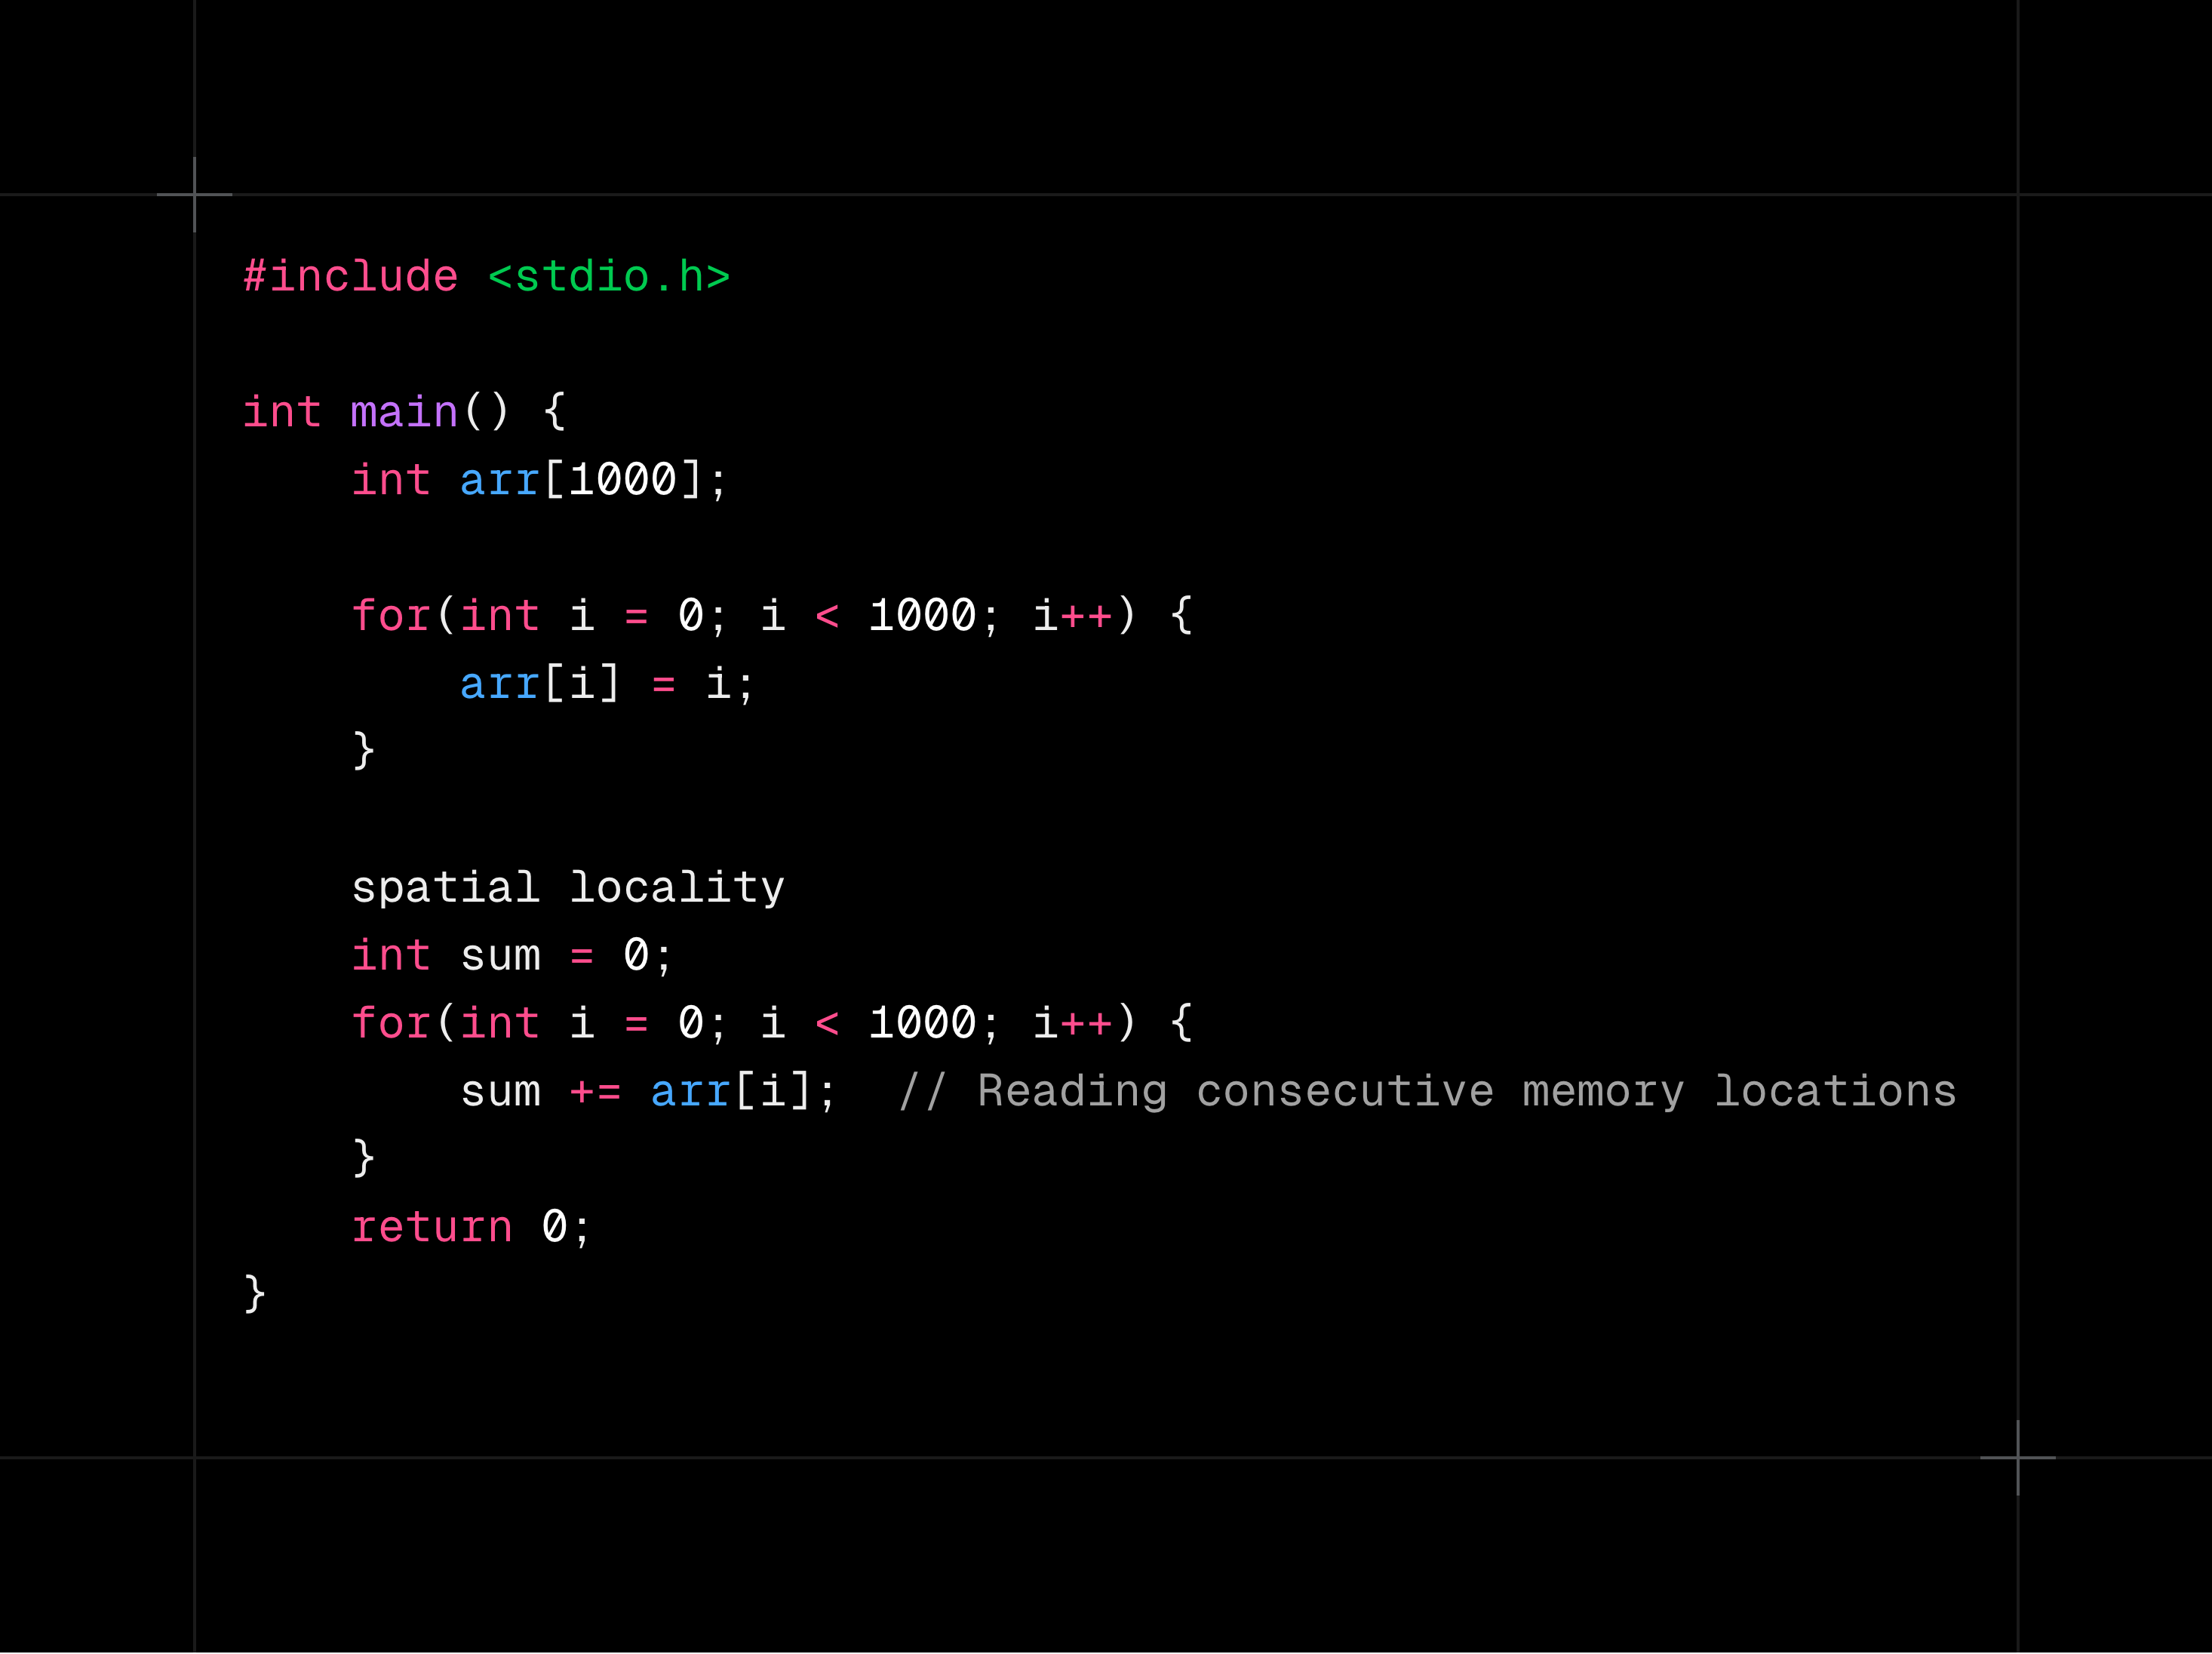 #include <stdio.h>
int main() {
int arr[1000];
for(int i = 0; i < 1000; i++) {
arr[i] = i;
}
spatial locality
int sum = 0;
for(int i = 0; i < 1000; i++) {
sum += arr[i];  // Reading consecutive memory locations
}
return 0;
}